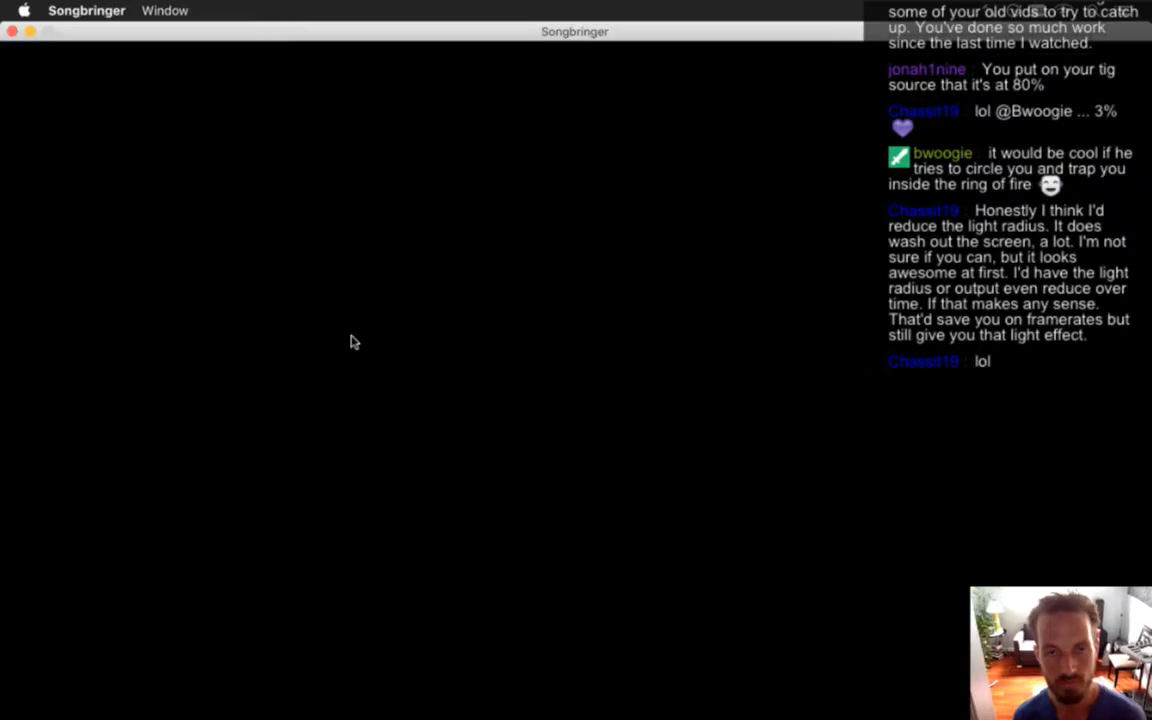 Songbringer Window
Songbringer
some of your old vids to try to catch
up. You've done so much work
since the last time I watched.
jonah1nine : You put on your tig
source that it's at 80%
Chassit19 : lol @Bwoogie ... 3%
bwoogie : it would be cool if he
tries to circle you and trap you
inside the ring of fire
Chassit19 : Honestly I think I'd
reduce the light radius. It does
wash out the screen, a lot. I'm not
sure if you can, but it looks
awesome at first. I'd have the light
radius or output even reduce over
time. If that makes any sense.
That'd save you on framerates but
still give you that light effect.
Chassit19 : lol